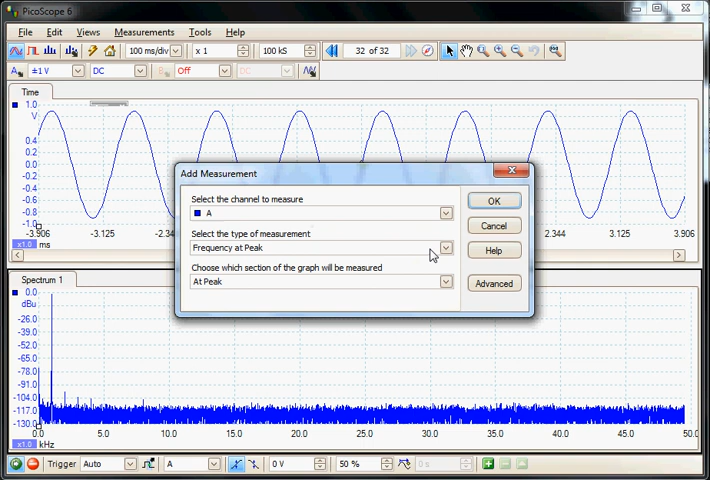 PicoScope 6
File Edit Views Measurements Tools Help
100 ms/div x 1 100 kS 32 of 32
A ±1 V DC B Off DC
Time
1.0
V
0.4
0.2
0.0
-0.2
-0.4
-0.6
-0.8
-1.0
-3.906 -3.125 2.344 3.125 3.906
x1.0 ms
Add Measurement
Select the channel to measure
A
Select the type of measurement
Frequency at Peak
Choose which section of the graph will be measured
At Peak
OK
Cancel
Help
Advanced
Spectrum 1
0.0
dBu
-26.0
-39.0
-52.0
-65.0
-78.0
-91.0
-104.0
-117.0
-130.0
0.0 5.0 10.0 15.0 20.0 25.0 30.0 35.0 40.0 45.0 50.0
x1.0 kHz
Trigger Auto A 0 V 50 % 0 s